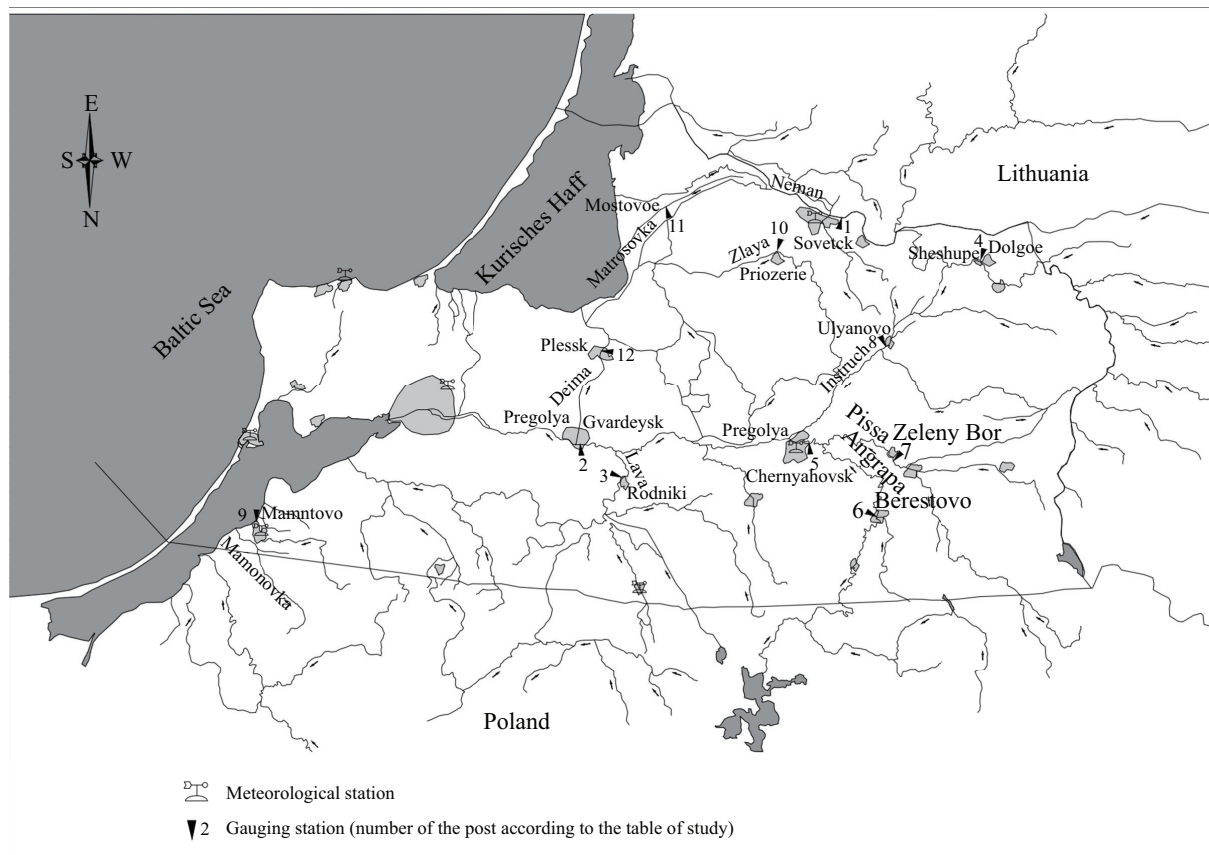 E
S W
N
Baltic Sea
Kurisches Haff
Lithuania
Neman
Mostovoe
Matrosovka
11
10
Zlaya
Priozerie
1
Sovetck
4
Sheshupe
Dolgoe
Ulyanovo
8
Instruch
Plessk
12
Deima
Pregolya
Gvardeysk
2
Lava
3
Rodniki
Pregolya
5
Chernyahovsk
Pissa
Angrapa
Zeleny Bor
7
Berestovo
6
9
Mamntovo
Mamonovka
Poland
Meteorological station
2 Gauging station (number of the post according to the table of study)